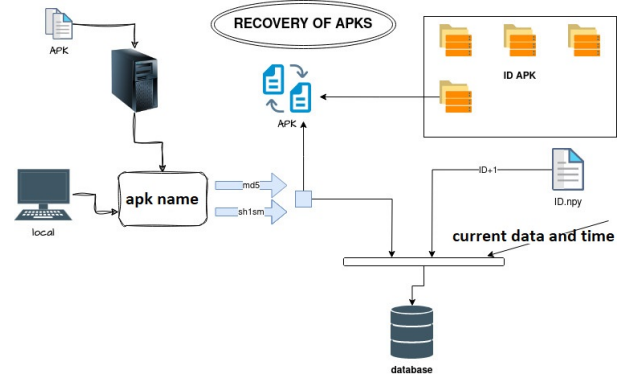 RECOVERY OF APKS
APK
ID APK
APK
md5
apk name
sh1sm
local
ID+1
ID.npy
current data and time
database